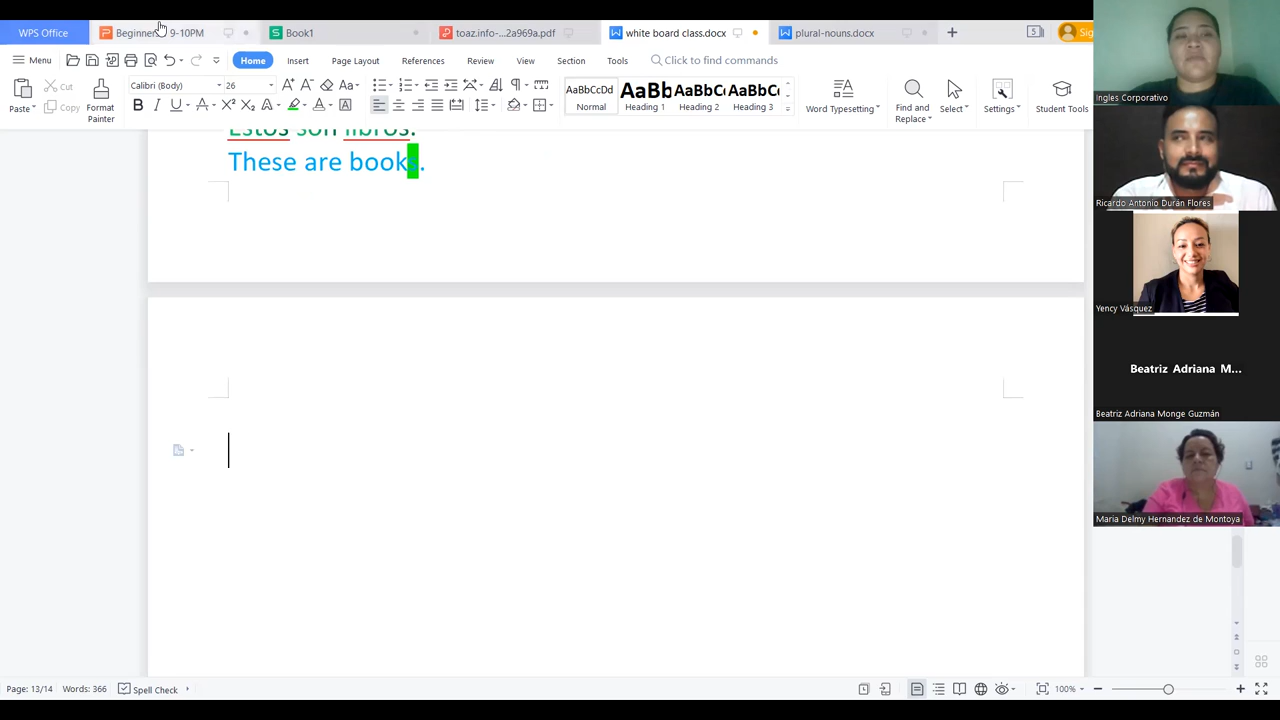 WPS Office
Beginner
9-10PM
Book1
toaz.info-...2a969a.pdf
white board class.docx
plural-nouns.docx
5
Sig
Menu
Home
Insert
Page Layout
References
Review
View
Section
Tools
Click to find commands
Paste
Cut
Copy
Format
Painter
Calibri (Body)
26
AaBbCcDd
Normal
AaBb
Heading 1
AaBbCc
Heading 2
AaBbCc
Heading 3
Word Typesetting
Find and
Replace
Select
Settings
Student Tools
Estos son libros.
These are books.
Ingles Corporativo
Ricardo Antonio Durán Flores
Yency Vásquez
Beatriz Adriana M...
Beatriz Adriana Monge Guzmán
Maria Delmy Hernandez de Montoya
Page: 13/14
Words: 366
Spell Check
100%